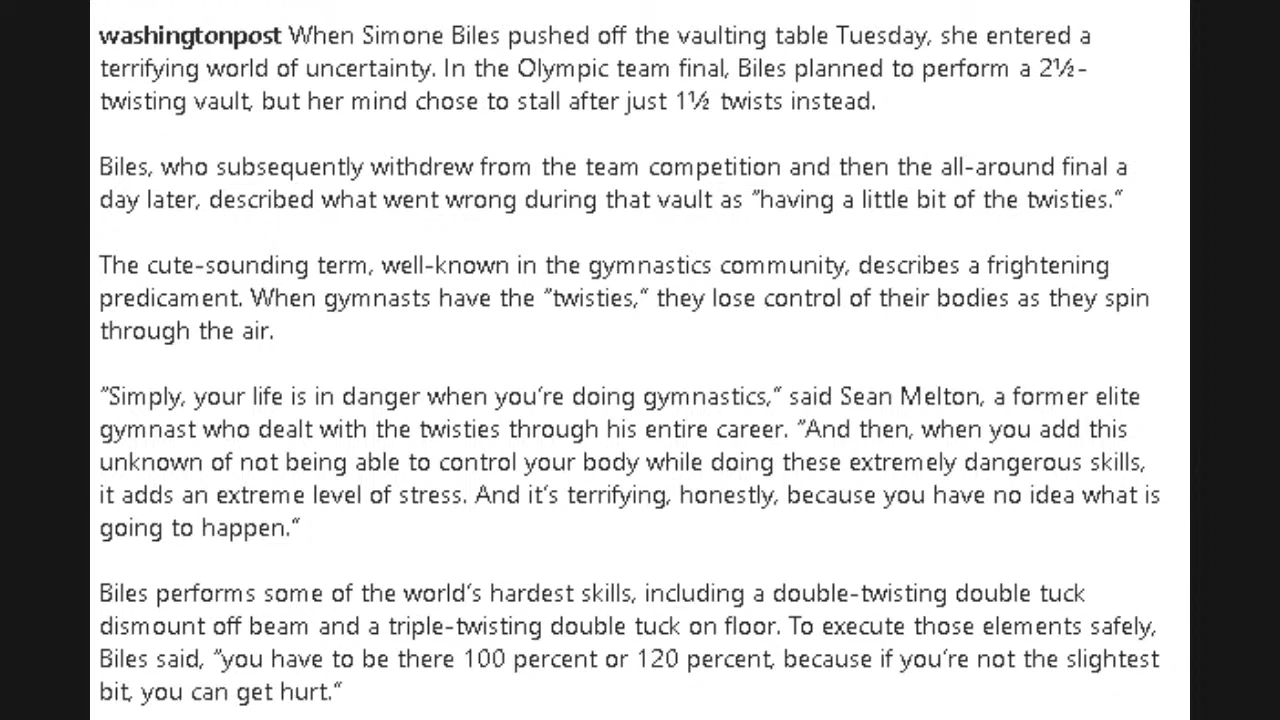 washingtonpost When Simone Biles pushed off the vaulting table Tuesday, she entered a
terrifying world of uncertainty. In the Olympic team final, Biles planned to perform a 2½-
twisting vault, but her mind chose to stall after just 1½ twists instead.
Biles, who subsequently withdrew from the team competition and then the all-around final a
day later, described what went wrong during that vault as "having a little bit of the twisties."
The cute-sounding term, well-known in the gymnastics community, describes a frightening
predicament. When gymnasts have the "twisties," they lose control of their bodies as they spin
through the air.
"Simply, your life is in danger when you're doing gymnastics," said Sean Melton, a former elite
gymnast who dealt with the twisties through his entire career. "And then, when you add this
unknown of not being able to control your body while doing these extremely dangerous skills,
it adds an extreme level of stress. And it's terrifying, honestly, because you have no idea what is
going to happen."
Biles performs some of the world's hardest skills, including a double-twisting double tuck
dismount off beam and a triple-twisting double tuck on floor. To execute those elements safely,
Biles said, "you have to be there 100 percent or 120 percent, because if you're not the slightest
bit, you can get hurt."